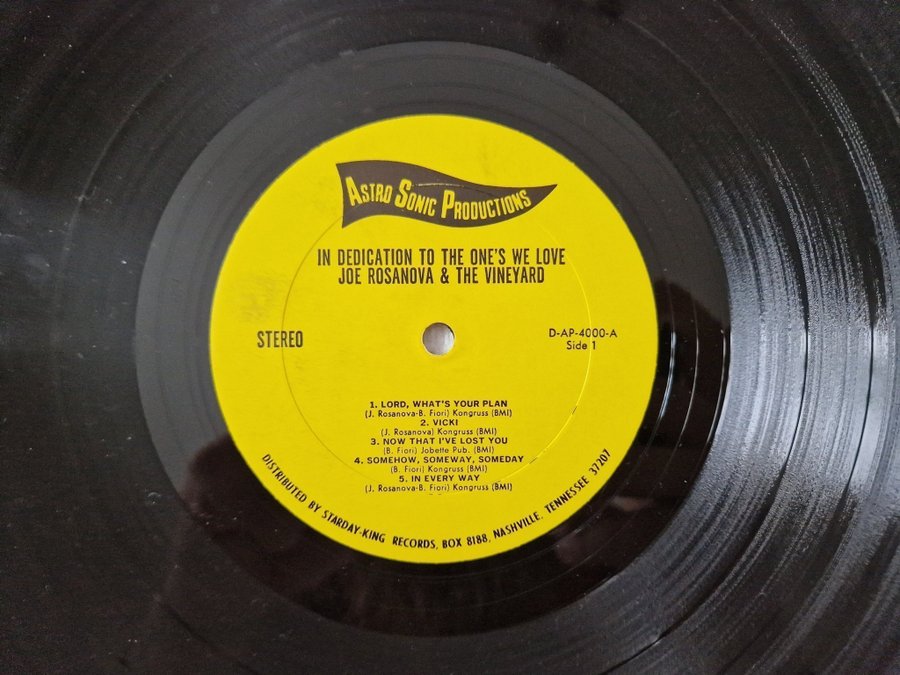 ASTRO SONIC PRODUCTIONS
IN DEDICATION TO THE ONE'S WE LOVE
JOE ROSANOVA & THE VINEYARD
STEREO
D-AP-4000-A
Side 1
1. LORD, WHAT'S YOUR PLAN
(J. Rosanova-B. Fiori) Kongruss (BMI)
2. VICKI
(J. Rosanova) Kongruss (BMI)
3. NOW THAT I'VE LOST YOU
(B. Fiori) Jobette Pub. (BMI)
4. SOMEHOW, SOMEWAY, SOMEDAY
(B. Fiori) Kongruss (BMI)
5. IN EVERY WAY
(J. Rosanova-B. Fiori) Kongruss (BMI)
DISTRIBUTED BY STARDAY-KING RECORDS, BOX 8188, NASHVILLE, TENNESSEE 37207